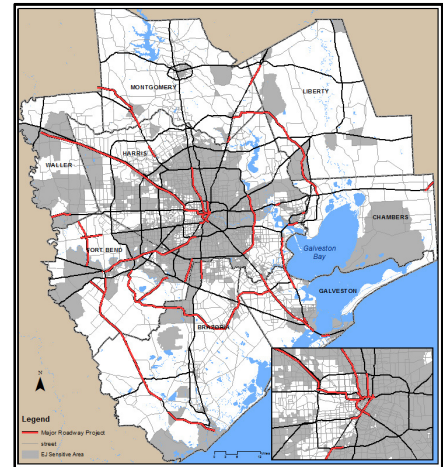 MONTGOMERY
LIBERTY
HARRIS
WALLER
CHAMBERS
FORT BEND
Galveston
Bay
GALVESTON
BRAZORIA
N
Legend
Major Roadway Project
street
EJ Sensitive Area